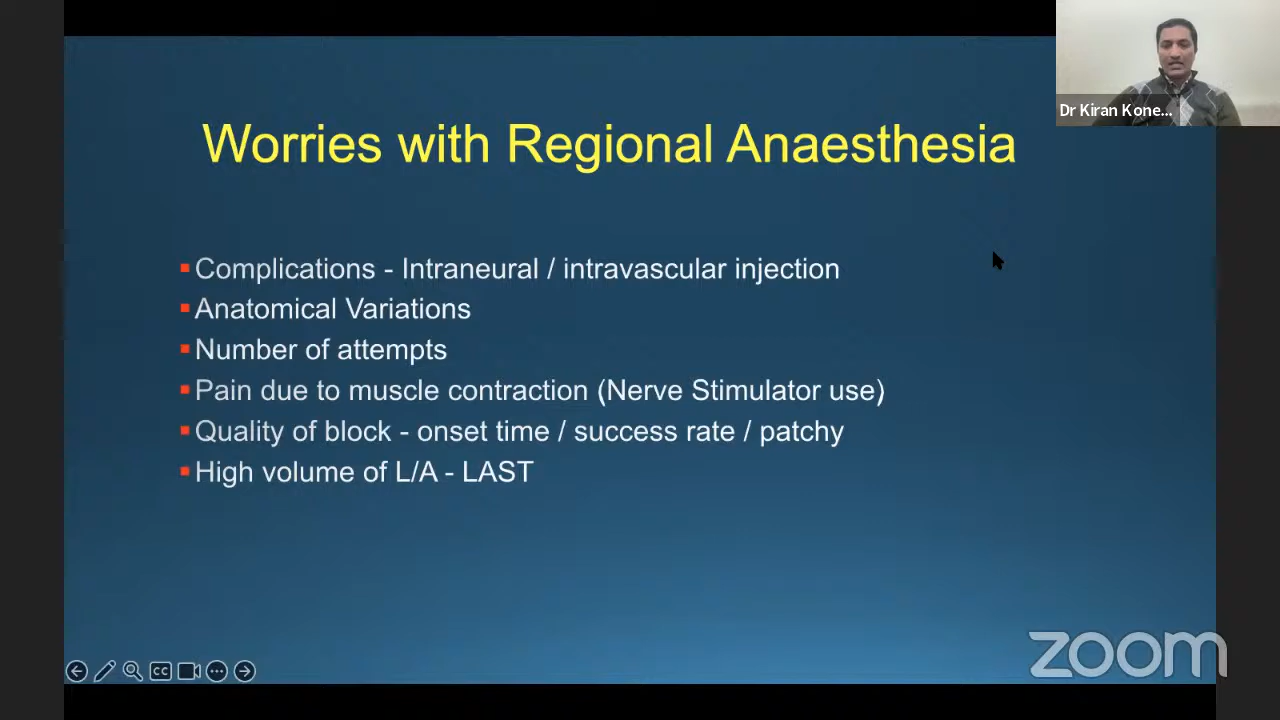 Dr Kiran Kone...
Worries with Regional Anaesthesia
Complications - Intraneural / intravascular injection
Anatomical Variations
Number of attempts
Pain due to muscle contraction (Nerve Stimulator use)
Quality of block - onset time / success rate / patchy
High volume of L/A - LAST
CC
zoom